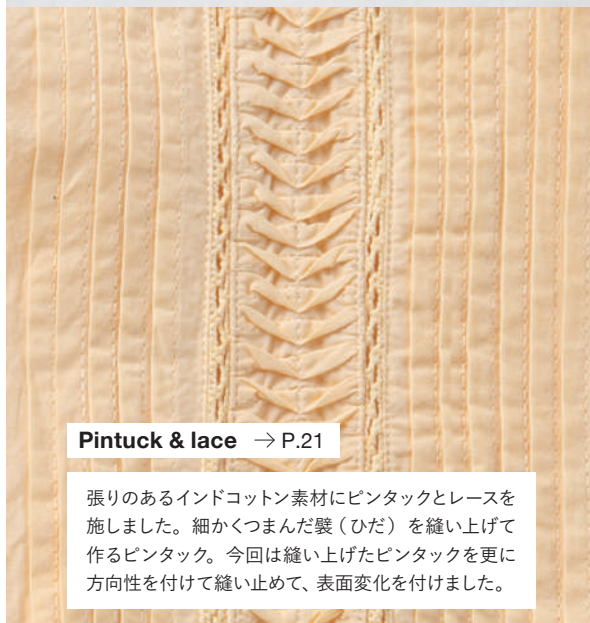 Pintuck & lace → P.21
張りのあるインドコットン素材にピンタックとレースを
施しました。細かくつまんだ襞（ひだ）を縫い上げて
作るピンタック。今回は縫い上げたピンタックを更に
方向性を付けて縫い止めて、表面変化を付けました。